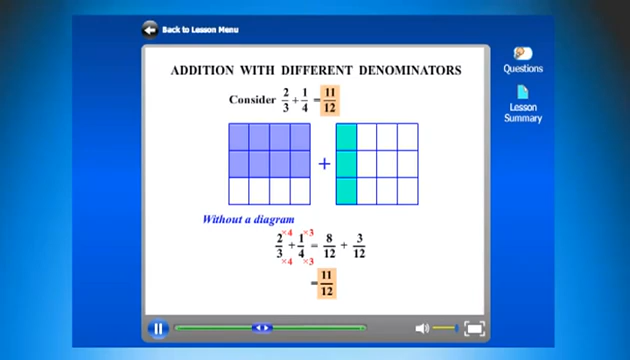 Back to Lesson Menu
Questions
Lesson
Summary
ADDITION WITH DIFFERENT DENOMINATORS
Consider 2/3 + 1/4 = 11/12
+
Without a diagram
2×4/3×4 + 1×3/4×3 = 8/12 + 3/12
= 11/12